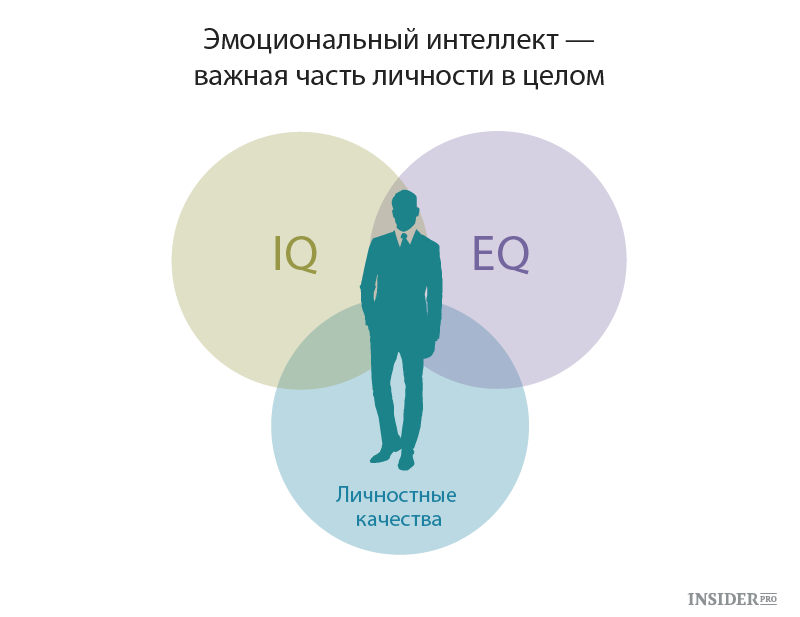 Эмоциональный интеллект —
важная часть личности в целом
IQ
EQ
Личностные
качества
INSIDER PRO